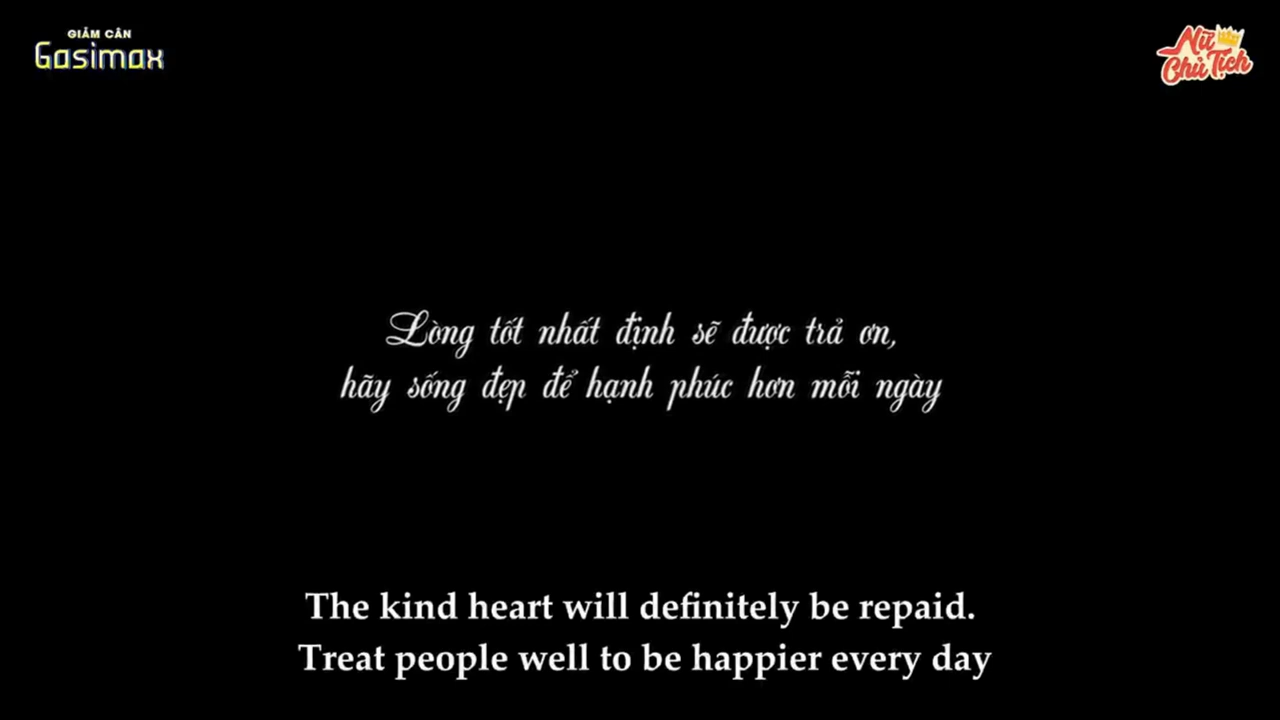 GIẢM CÂN
Gasimax
Nữ
Chủ Tịch
Lòng tốt nhất định sẽ được trả ơn,
hãy sống đẹp để hạnh phúc hơn mỗi ngày
The kind heart will definitely be repaid.
Treat people well to be happier every day